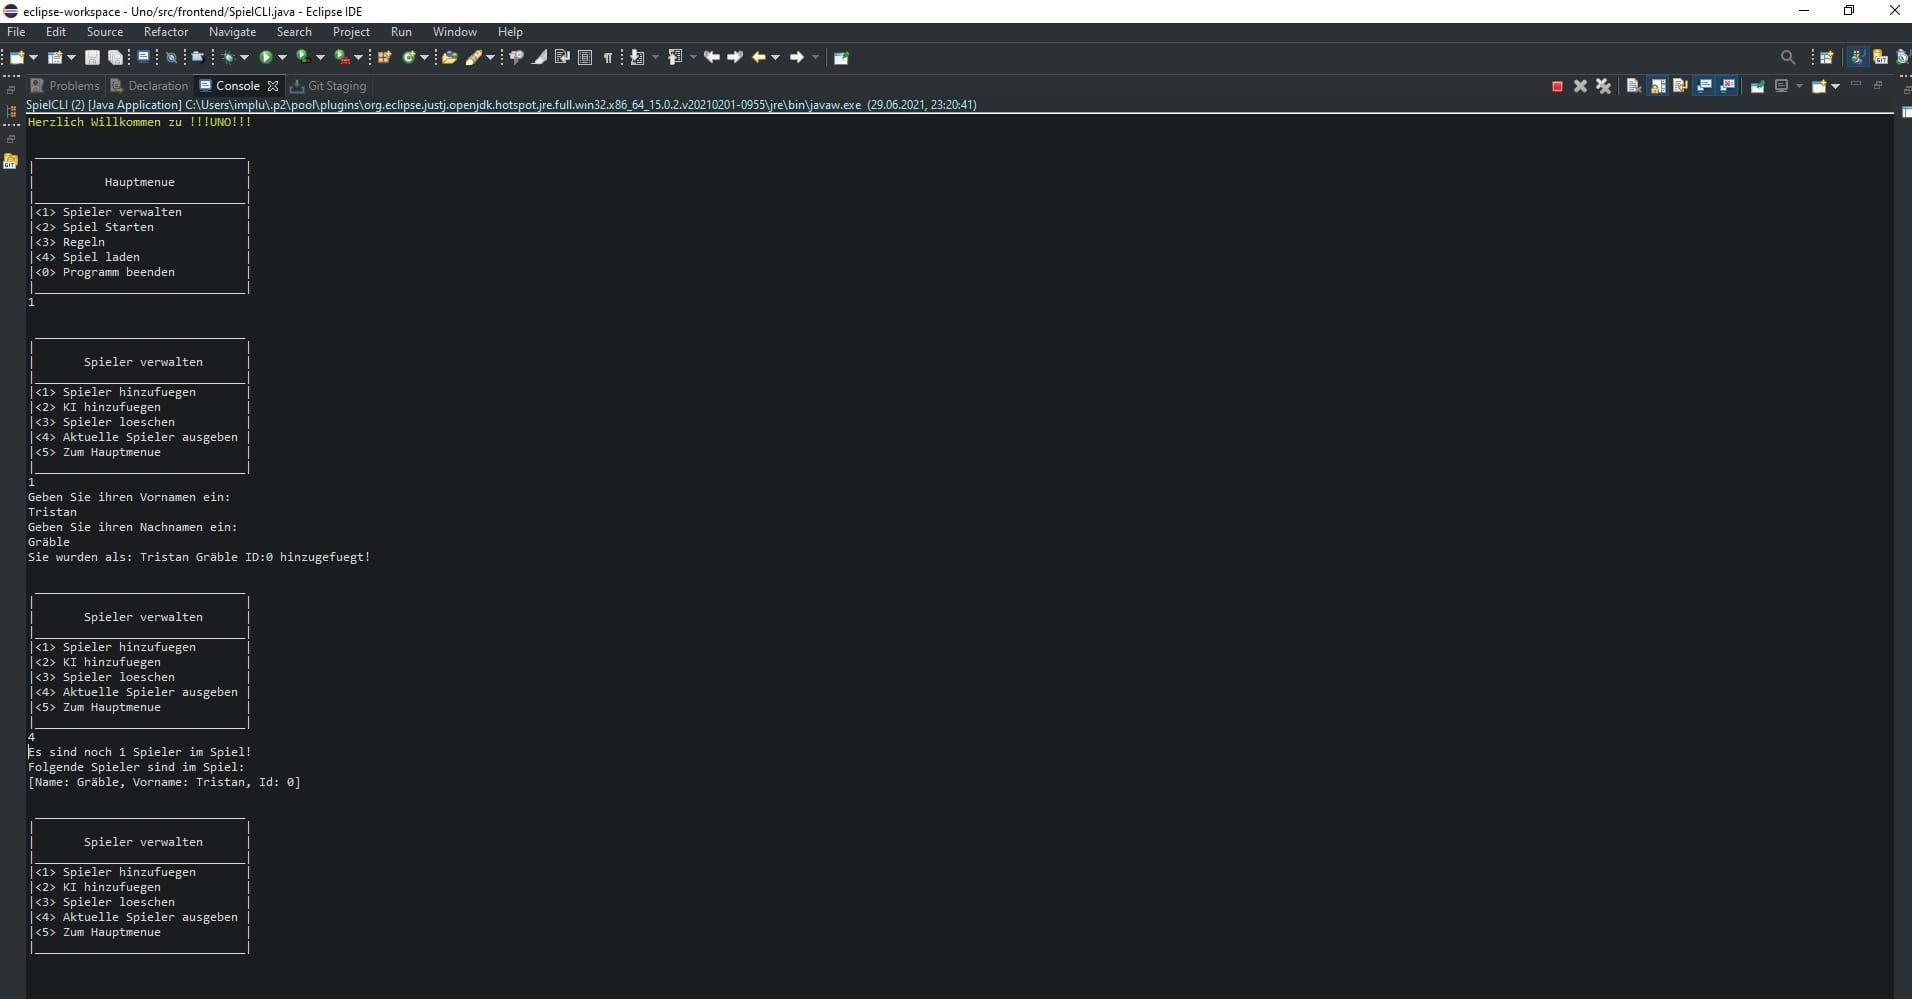 eclipse-workspace - Uno/src/frontend/SpielCLI.java - Eclipse IDE
File Edit Source Refactor Navigate Search Project Run Window Help
Problems Declaration Console Git Staging
SpielCLI (2) [Java Application] C:\Users\implu\.p2\pool\plugins\org.eclipse.justj.openjdk.hotspot.jre.full.win32.x86_64_15.0.2.v20210201-0955\jre\bin\javaw.exe (29.06.2021, 23:20:41)
Herzlich Willkommen zu !!!UNO!!!
Hauptmenue
<1> Spieler verwalten
<2> Spiel Starten
<3> Regeln
<4> Spiel laden
<0> Programm beenden
1
Spieler verwalten
<1> Spieler hinzufuegen
<2> KI hinzufuegen
<3> Spieler loeschen
<4> Aktuelle Spieler ausgeben
<5> Zum Hauptmenue
1
Geben Sie ihren Vornamen ein:
Tristan
Geben Sie ihren Nachnamen ein:
Gräble
Sie wurden als: Tristan Gräble ID:0 hinzugefuegt!
Spieler verwalten
<1> Spieler hinzufuegen
<2> KI hinzufuegen
<3> Spieler loeschen
<4> Aktuelle Spieler ausgeben
<5> Zum Hauptmenue
4
Es sind noch 1 Spieler im Spiel!
Folgende Spieler sind im Spiel:
[Name: Gräble, Vorname: Tristan, Id: 0]
Spieler verwalten
<1> Spieler hinzufuegen
<2> KI hinzufuegen
<3> Spieler loeschen
<4> Aktuelle Spieler ausgeben
<5> Zum Hauptmenue